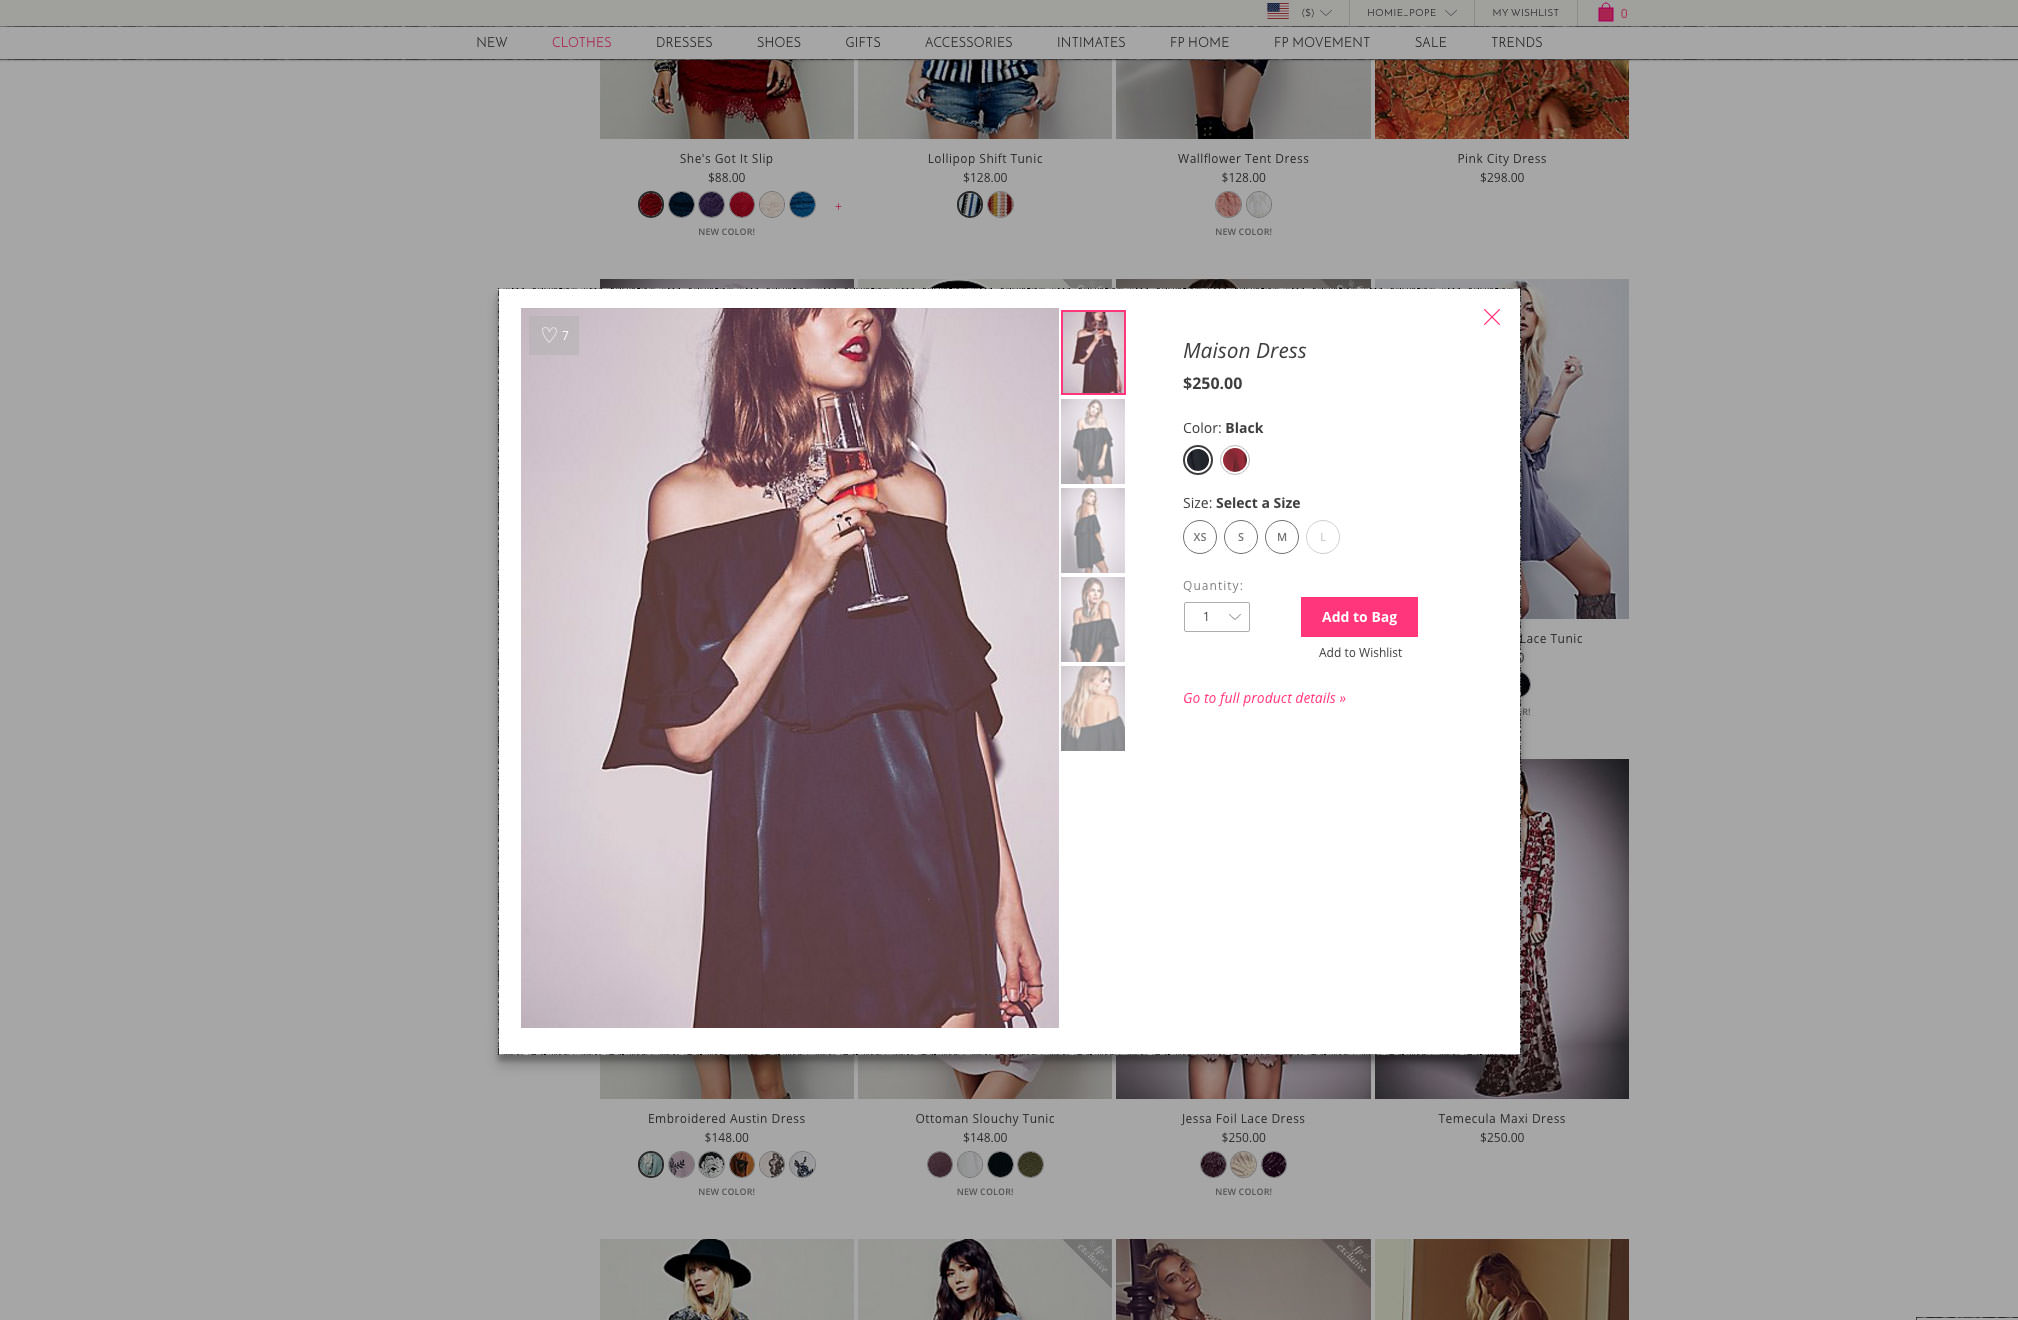 ($) HOMIE_POPE MY WISHLIST 0
NEW CLOTHES DRESSES SHOES GIFTS ACCESSORIES INTIMATES FP HOME FP MOVEMENT SALE TRENDS
She's Got It Slip
$88.00
+
NEW COLOR!
Lollipop Shift Tunic
$128.00
Wallflower Tent Dress
$128.00
NEW COLOR!
Pink City Dress
$298.00
7
Maison Dress
$250.00
Color: Black
Size: Select a Size
XS S M L
Quantity:
1
Add to Bag
Add to Wishlist
Go to full product details »
Lace Tunic
Embroidered Austin Dress
$148.00
NEW COLOR!
Ottoman Slouchy Tunic
$148.00
NEW COLOR!
Jessa Foil Lace Dress
$250.00
NEW COLOR!
Temecula Maxi Dress
$250.00
fp
exclusive
fp
exclusive